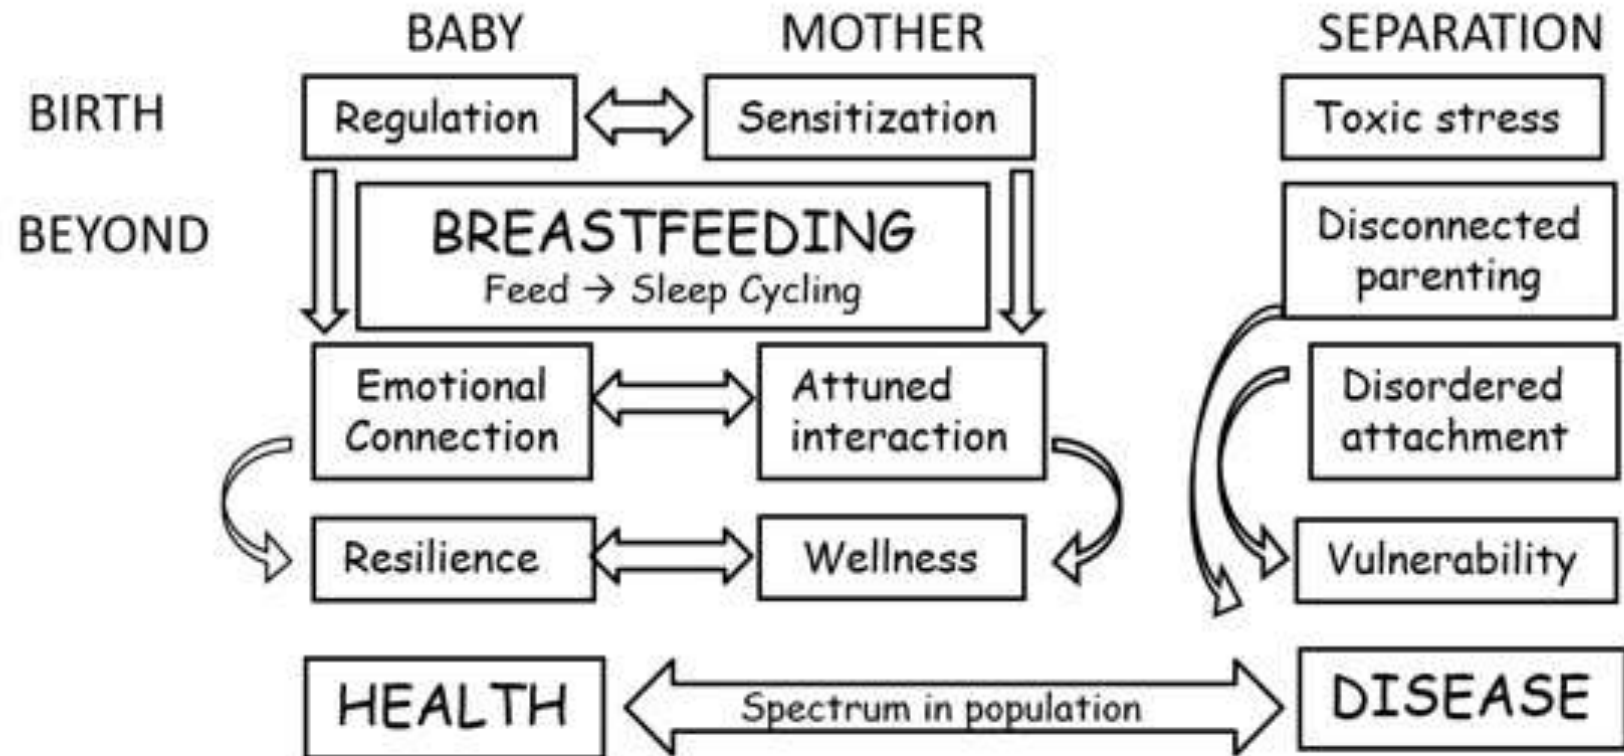 BABY MOTHER SEPARATION
BIRTH Regulation Sensitization Toxic stress
BEYOND BREASTFEEDING
Feed → Sleep Cycling
Disconnected
parenting
Emotional
Connection
Attuned
interaction
Disordered
attachment
Resilience Wellness Vulnerability
HEALTH Spectrum in population DISEASE